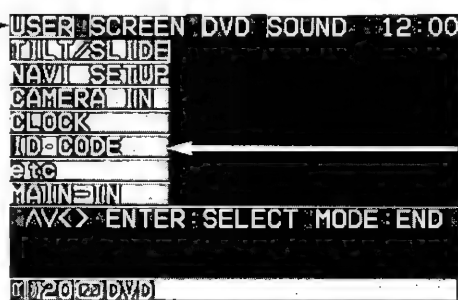 USER SCREEN DVD SOUND 12:00
TILT/SLIDE
NAVI SETUP
CAMERA IN
CLOCK
ID-CODE
etc
MAIN=IN
∧∨<> ENTER:SELECT MODE:END
DVD